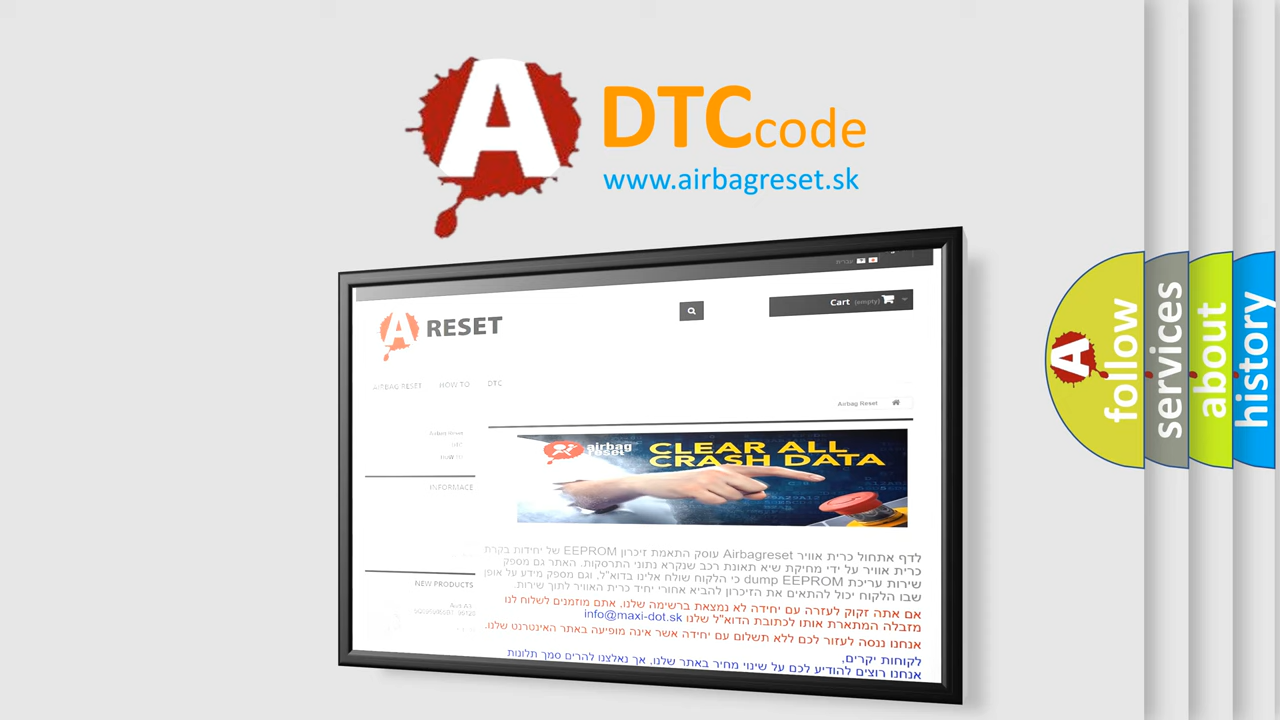 A DTC code
www.airbagreset.sk
עברית
Cart (empty)
A RESET
AIRBAG RESET HOW TO DTC
Airbag Reset
Airbag Reset
airbag reset
CLEAR ALL
CRASH DATA
INFORMACE
לדף אתחול כרית אוויר Airbagreset עוסק התאמת זיכרון EEPROM של יחידות בקרת
כרית אוויר על ידי מחיקת שיא תאונת רכב שנקרא נתוני התרסקות. האתר גם מספק
שירות עריכת dump EEPROM כי הלקוח שולח אלינו בדוא"ל, וגם מספק מידע על אופן
שבו הלקוח יכול להתאים את הזיכרון להביא אחורי יחיד כרית האוויר לתוך שירות.
NEW PRODUCTS
אם אתה זקוק לעזרה עם יחידה לא נמצאת ברשימה שלנו, אתם מוזמנים לשלוח לנו
מזבלה המתארת אותו לכתובת הדוא"ל שלנו info@maxi-dot.sk
אנחנו ננסה לעזור לכם ללא תשלום עם יחידה אשר אינה מופיעה באתר האינטרנט שלנו.
לקוחות יקרים,
אנחנו רוצים להודיע לכם על שינוי מחיר באתר שלנו, אך נאלצנו להרים סמך תלונות
A follow
services
about
history